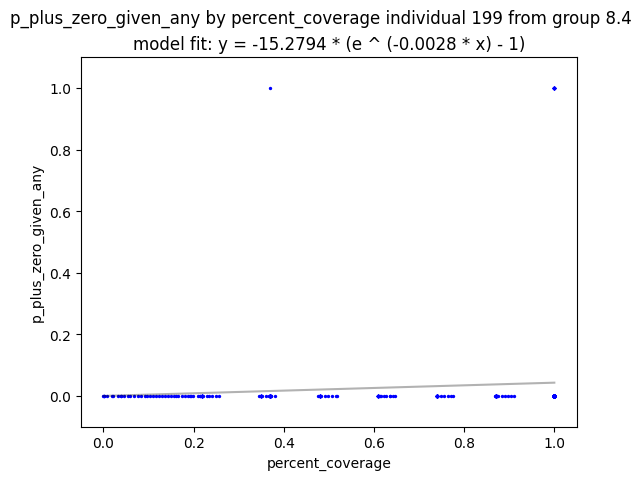 p_plus_zero_given_any by percent_coverage individual 199 from group 8.4
model fit: y = -15.2794 * (e ^ (-0.0028 * x) - 1)
p_plus_zero_given_any
1.0
0.8
0.6
0.4
0.2
0.0
0.0 0.2 0.4 0.6 0.8 1.0
percent_coverage